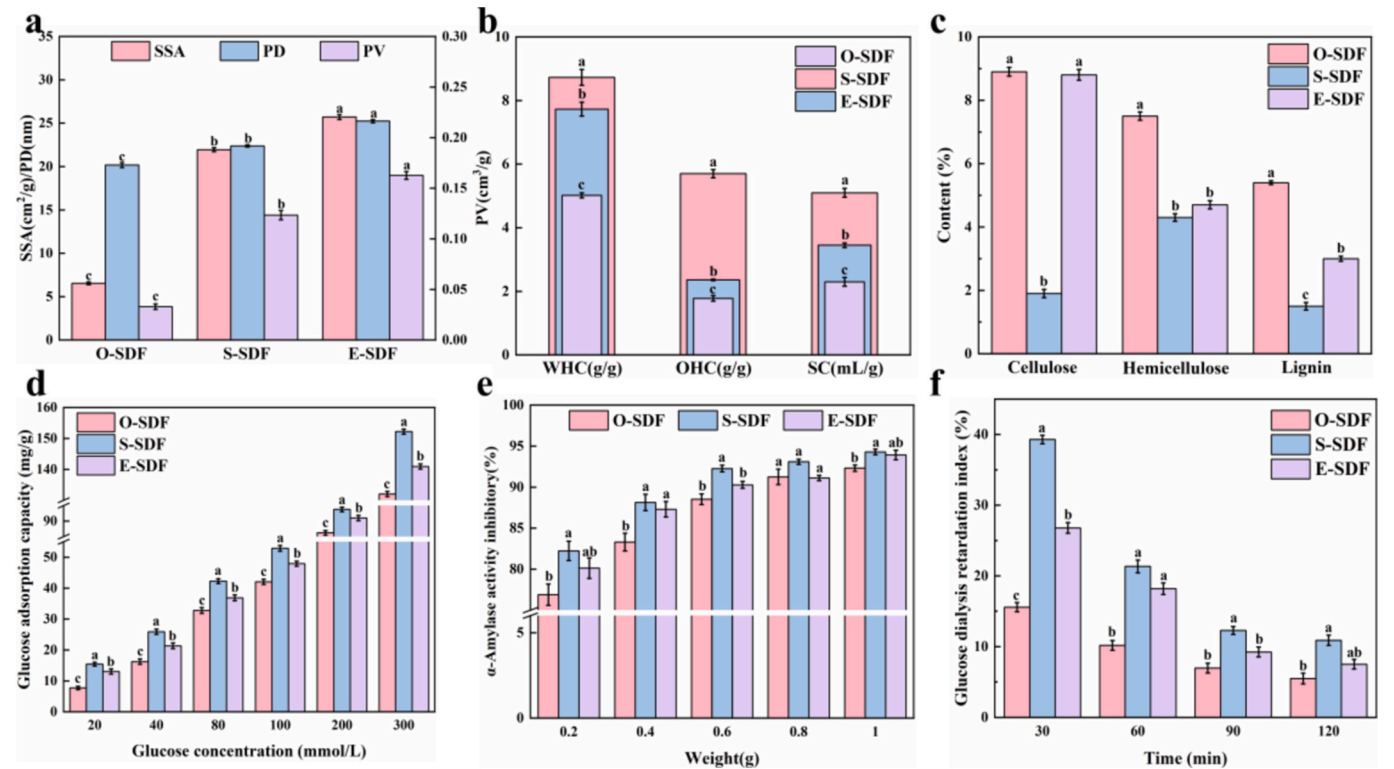 a
SSA PD PV
SSA(cm²/g)/PD(nm)
35
30
25
20
15
10
5
0
c
c
c
b
b
b
a
a
a
0.30
0.25
0.20
0.15
0.10
0.05
0.00
PV(cm³/g)
O-SDF S-SDF E-SDF
b
O-SDF
S-SDF
E-SDF
10
8
6
4
2
0
a
b
c
a
b
c
a
b
c
WHC(g/g) OHC(g/g) SC(mL/g)
c
O-SDF
S-SDF
E-SDF
Content (%)
10
8
6
4
2
0
a
b
a
a
b
b
a
c
b
Cellulose Hemicellulose Lignin
d
O-SDF
S-SDF
E-SDF
Glucose adsorption capacity (mg/g)
160
150
140
90
50
40
30
20
10
0
c a b
c a b
c a b
c a b
c a b
c a b
20 40 80 100 200 300
Glucose concentration (mmol/L)
e
O-SDF S-SDF E-SDF
α-Amylase activity inhibitory(%)
100
95
90
85
80
5
0
b a ab
b a a
b a b
a a a
b a ab
0.2 0.4 0.6 0.8 1
Weight(g)
f
O-SDF
S-SDF
E-SDF
Glucose dialysis retardation index (%)
40
30
20
10
0
c a b
b a a
b a b
b a ab
30 60 90 120
Time (min)